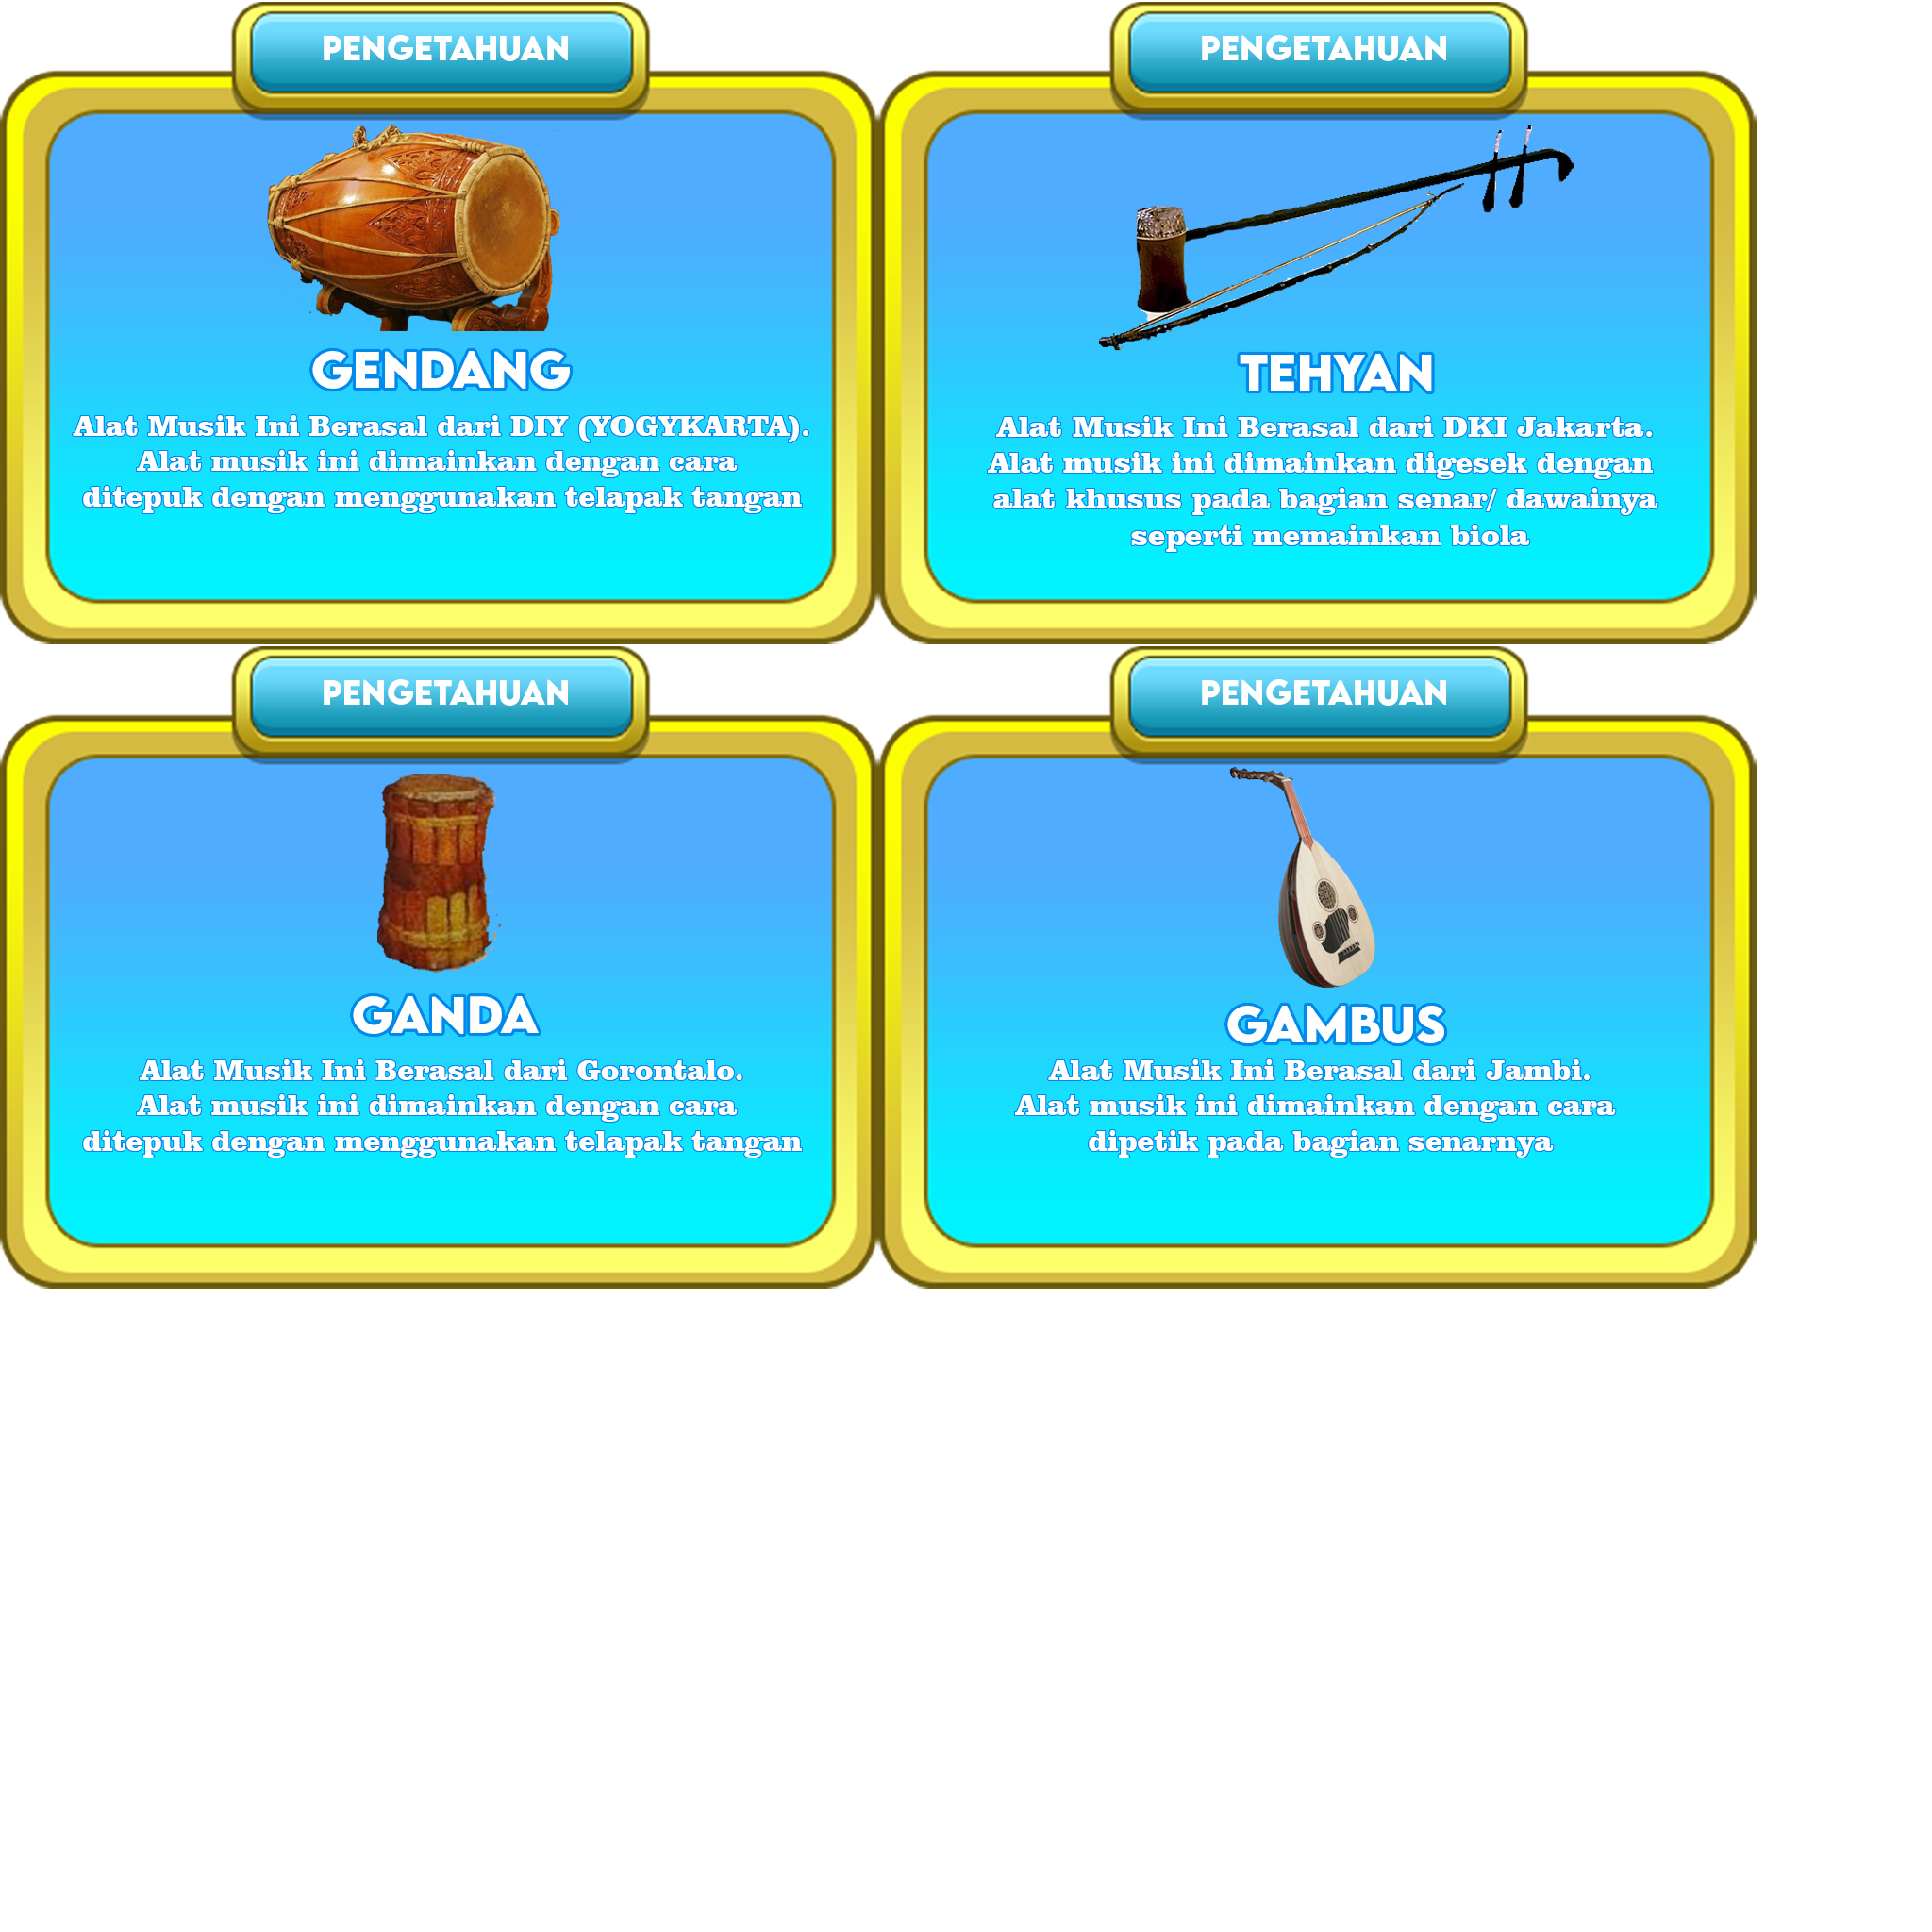 PENGETAHUAN
GENDANG
Alat Musik Ini Berasal dari DIY (YOGYKARTA).
Alat musik ini dimainkan dengan cara
ditepuk dengan menggunakan telapak tangan
PENGETAHUAN
TEHYAN
Alat Musik Ini Berasal dari DKI Jakarta.
Alat musik ini dimainkan digesek dengan
alat khusus pada bagian senar/ dawainya
seperti memainkan biola
PENGETAHUAN
GANDA
Alat Musik Ini Berasal dari Gorontalo.
Alat musik ini dimainkan dengan cara
ditepuk dengan menggunakan telapak tangan
PENGETAHUAN
GAMBUS
Alat Musik Ini Berasal dari Jambi.
Alat musik ini dimainkan dengan cara
dipetik pada bagian senarnya